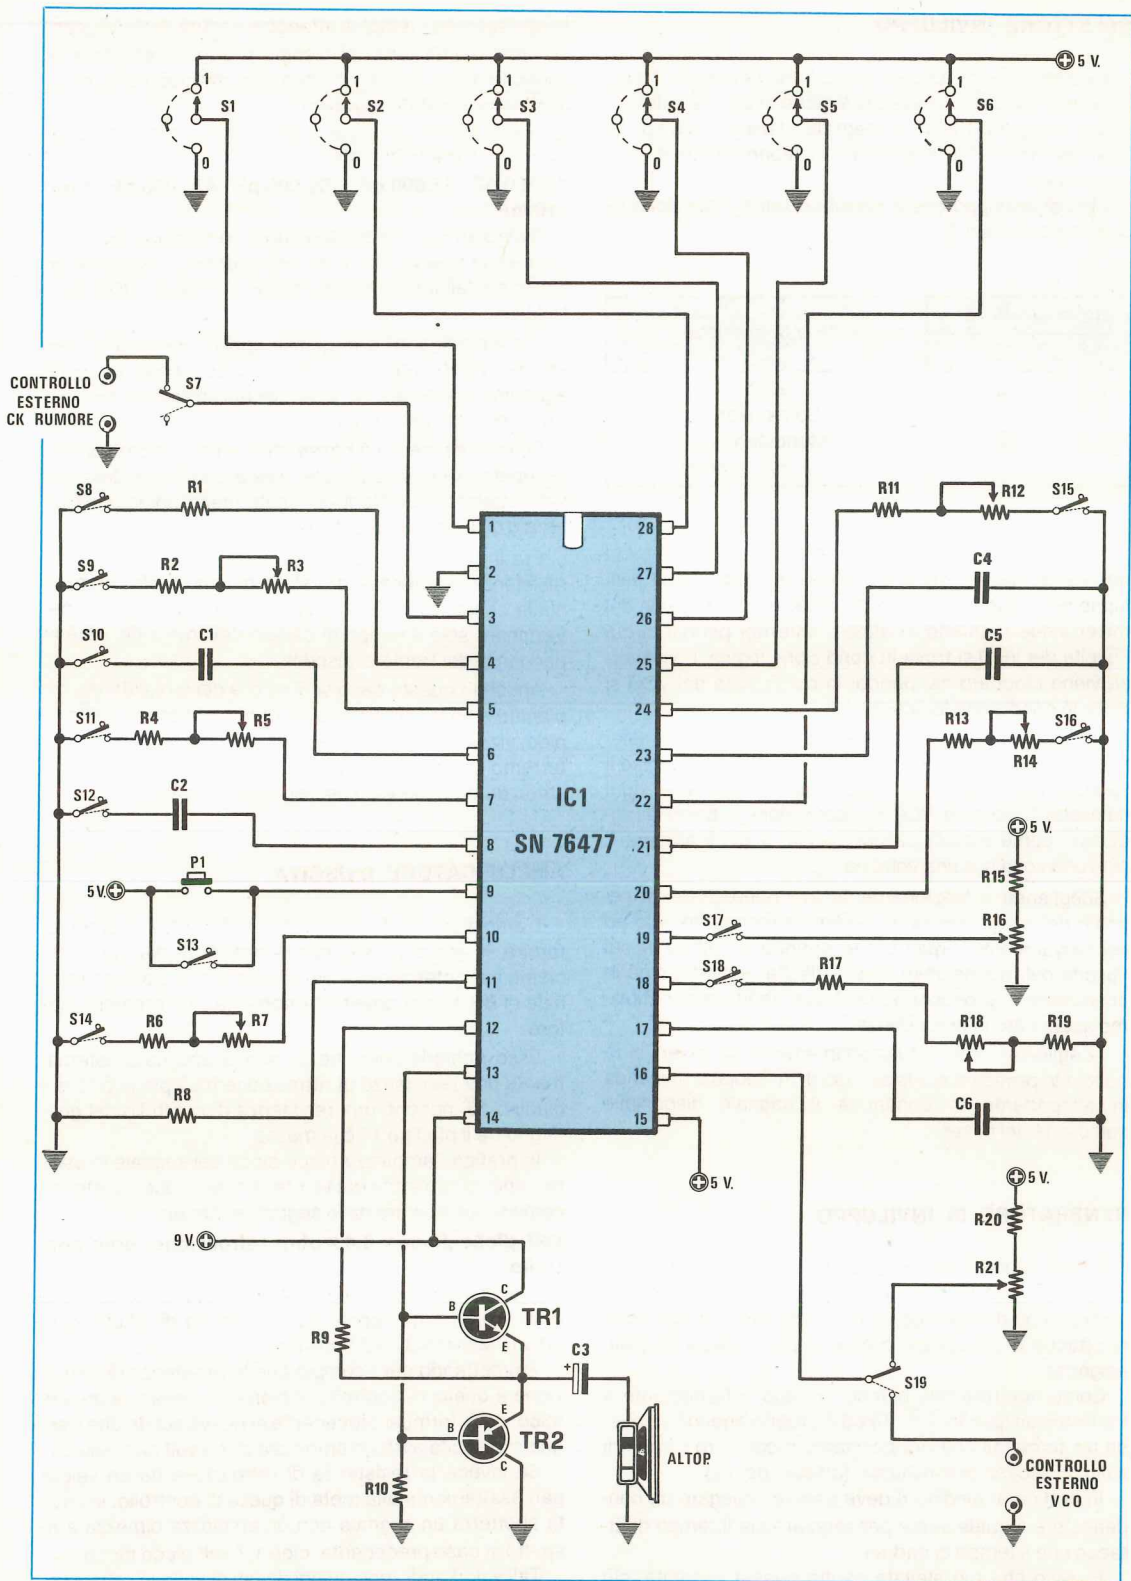 5 V.
1 S1 0
1 S2 0
1 S3 0
1 S4 0
1 S5 0
1 S6 0
CONTROLLO
ESTERNO
CK RUMORE
S7
S8 R1
S9 R2 R3
S10 C1
S11 R4 R5
S12 C2
P1
5V.
S13
S14 R6 R7
R8
R11 R12 S15
C4
C5
R13 R14 S16
5 V.
R15
R16
S17
S18 R17
R18 R19
C6
1 28
2 27
3 26
4 25
5 24
6 23
7 22
8 21
9 20
10 19
11 18
12 17
13 16
14 15
IC1
SN 76477
5 V.
9 V.
C
B TR1
E
R9
C3
+
E
B TR2
C
R10
ALTOP.
5 V.
R20
R21
S19
CONTROLLO
ESTERNO
VCO